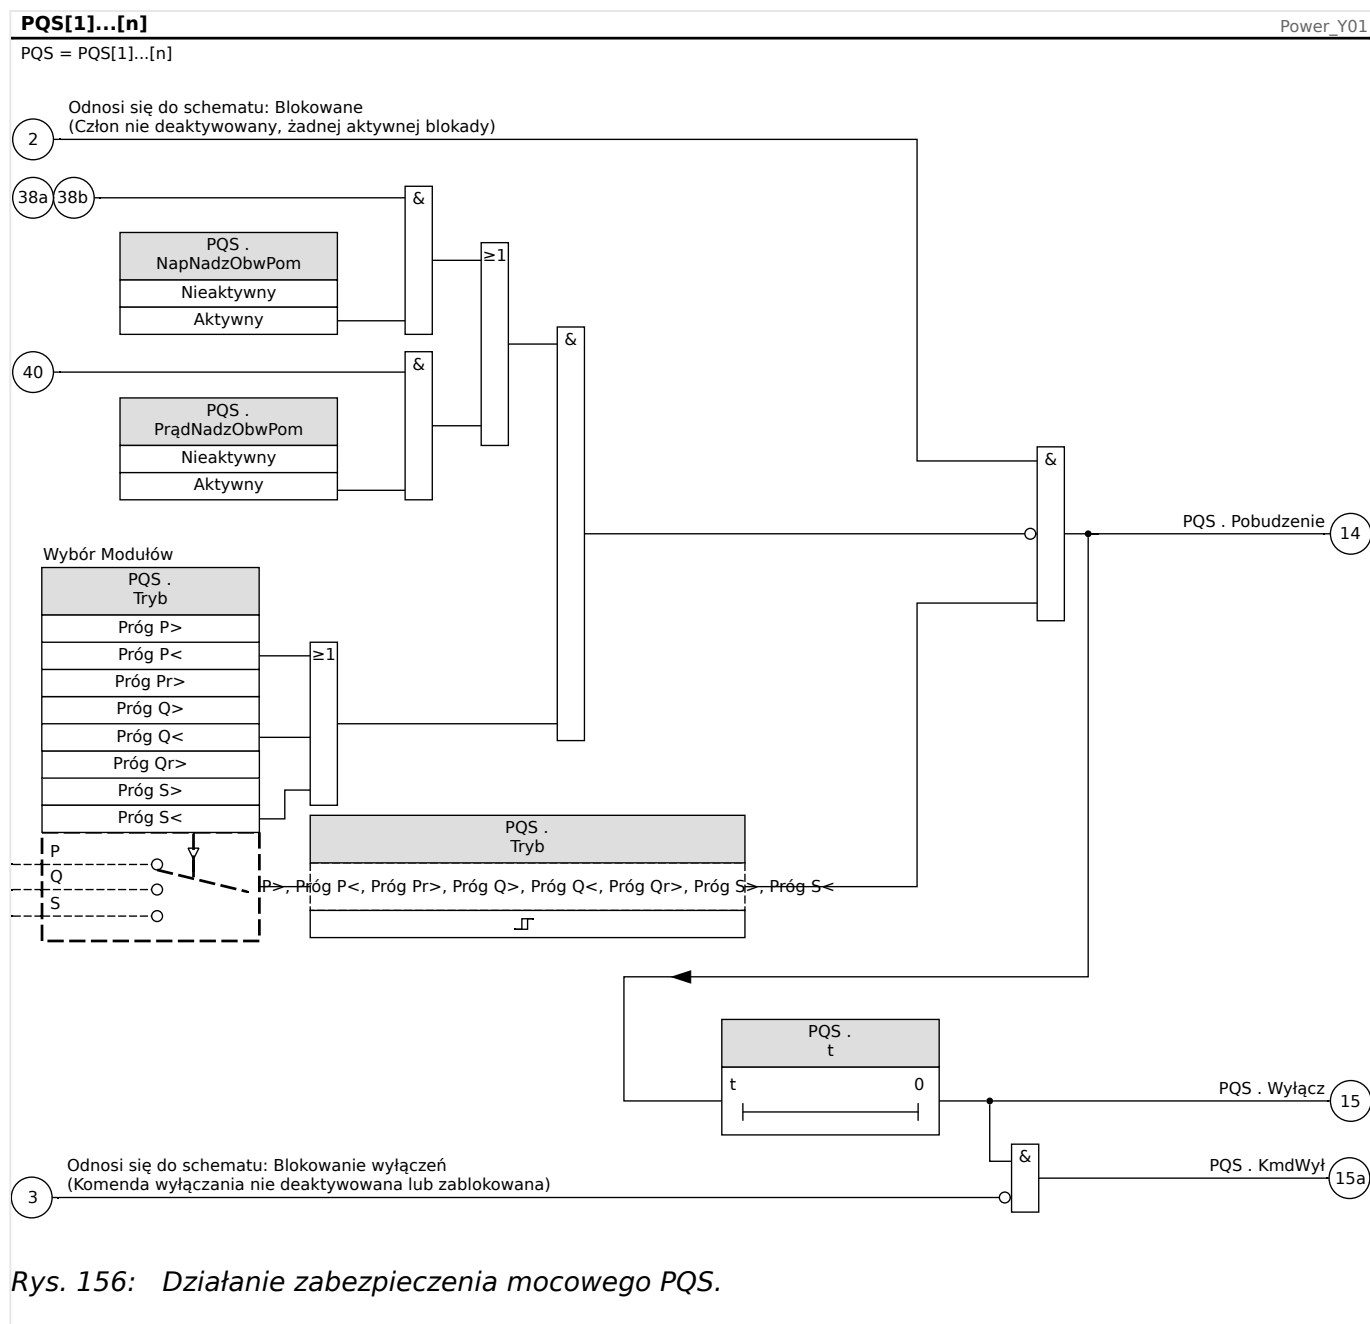 PQS[1]...[n]
Power_Y01
PQS = PQS[1]...[n]
Odnosi się do schematu: Blokowane
(Człon nie deaktywowany, żadnej aktywnej blokady)
2
38a 38b
&
PQS .
NapNadzObwPom
Nieaktywny
Aktywny
≥1
&
40
&
PQS .
PrądNadzObwPom
Nieaktywny
Aktywny
&
PQS . Pobudzenie
14
Wybór Modułów
PQS .
Tryb
Próg P>
Próg P<
Próg Pr>
Próg Q>
Próg Q<
Próg Qr>
Próg S>
Próg S<
≥1
P
Q
S
PQS .
Tryb
P>, Próg P<, Próg Pr>, Próg Q>, Próg Q<, Próg Qr>, Próg S>, Próg S<
PQS .
t
t 0
PQS . Wyłącz
15
&
PQS . KmdWył
15a
Odnosi się do schematu: Blokowanie wyłączeń
(Komenda wyłączania nie deaktywowana lub zablokowana)
3
Rys. 156: Działanie zabezpieczenia mocowego PQS.